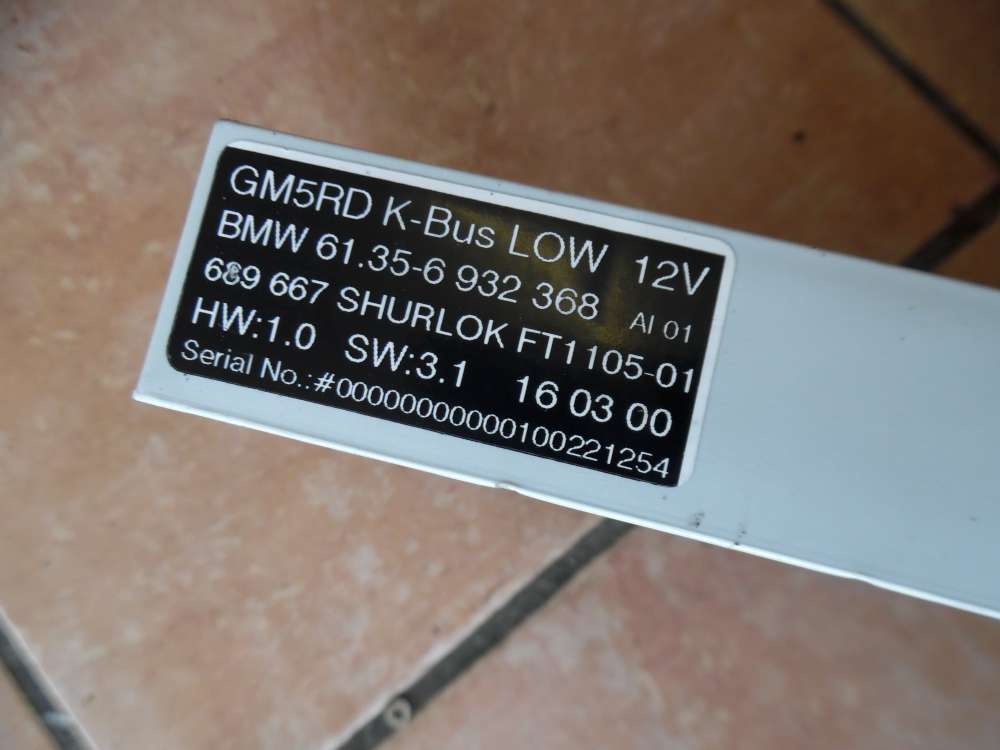 GM5RD K-Bus LOW 12V
BMW 61.35-6 932 368 AI 01
689 667 SHURLOK FT1105-01
HW:1.0 SW:3.1 16 03 00
Serial No.:#00000000000100221254